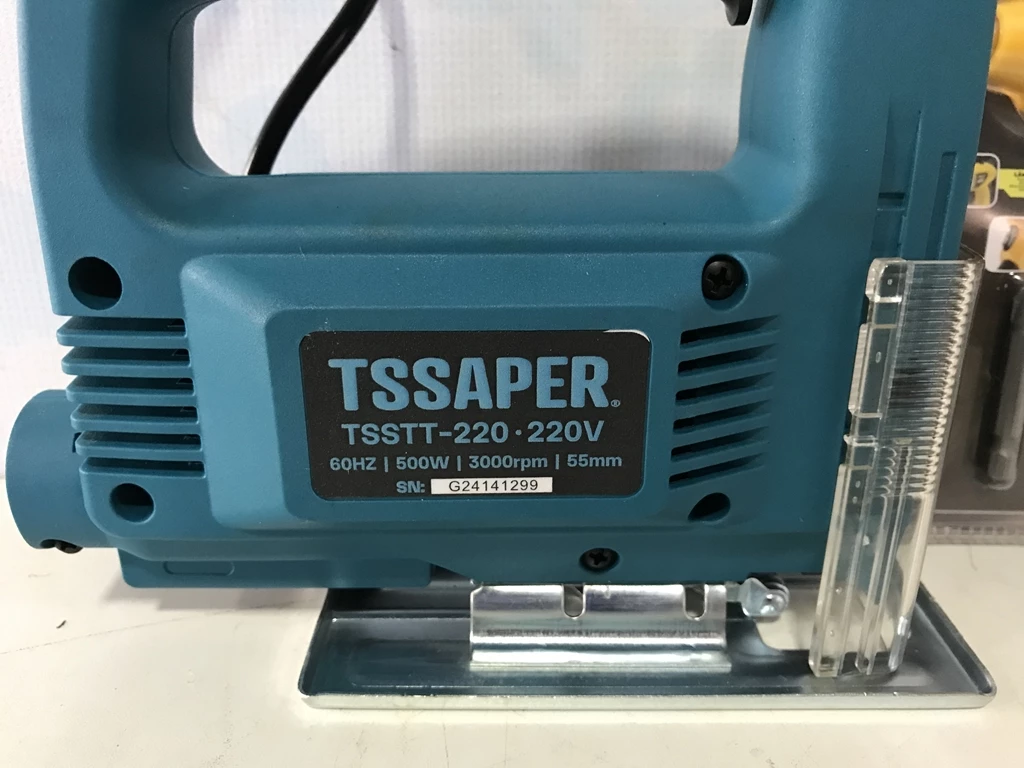 TSSAPER®
TSSTT-220 · 220V
60HZ | 500W | 3000rpm | 55mm
SN: G24141299